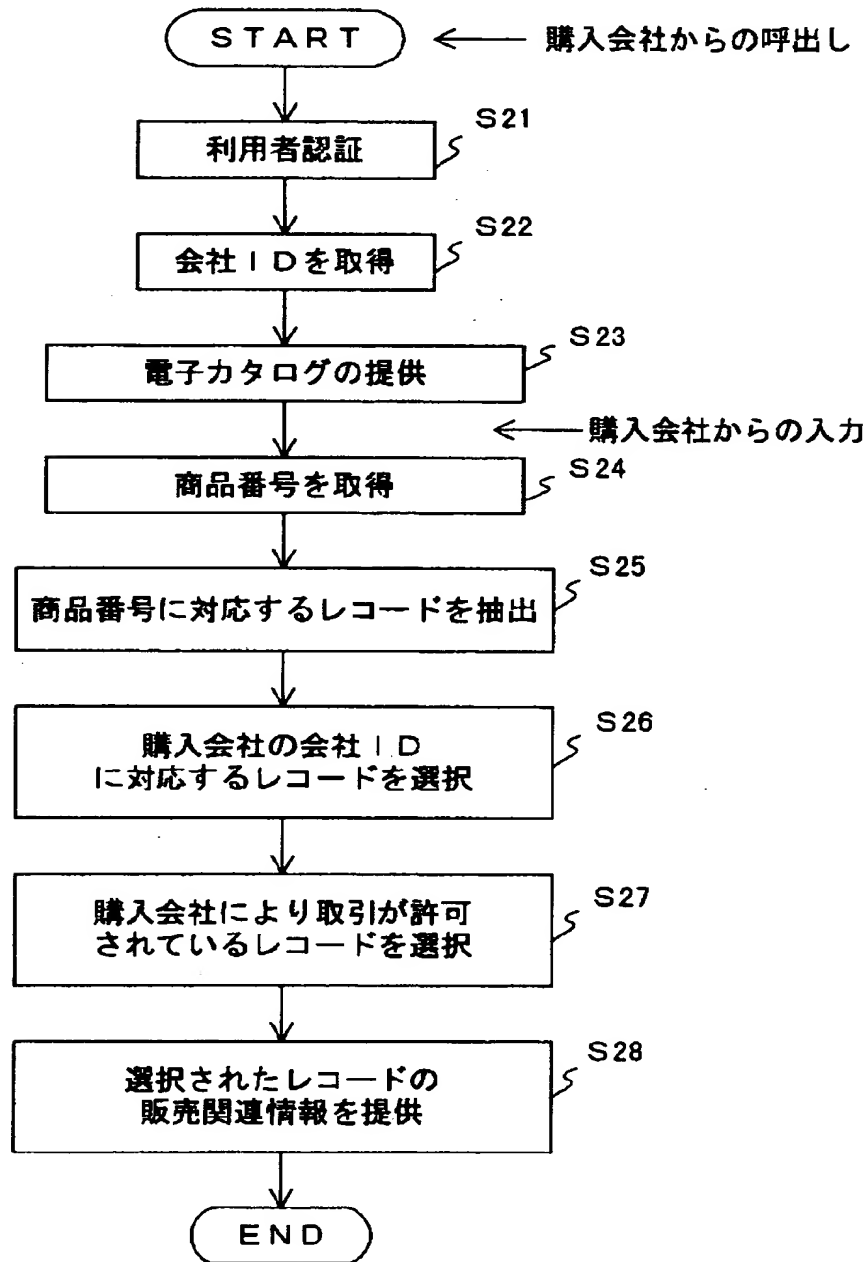 START
購入会社からの呼出し
S21
利用者認証
S22
会社IDを取得
S23
電子カタログの提供
購入会社からの入力
S24
商品番号を取得
S25
商品番号に対応するレコードを抽出
S26
購入会社の会社ID
に対応するレコードを選択
S27
購入会社により取引が許可
されているレコードを選択
S28
選択されたレコードの
販売関連情報を提供
END